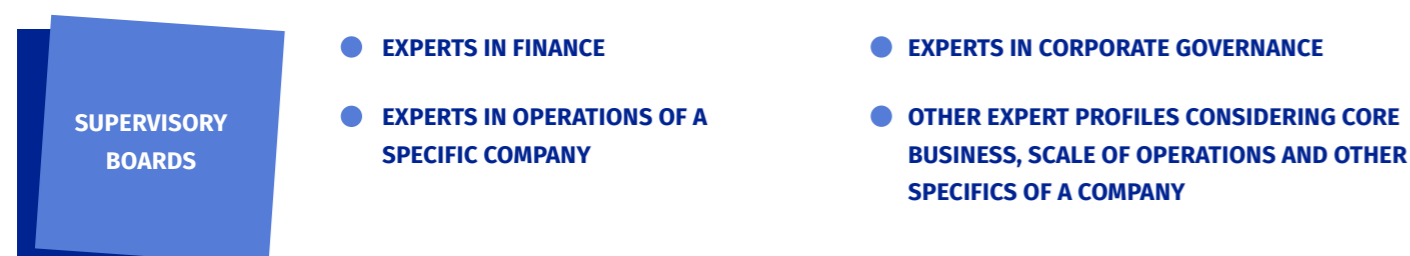 SUPERVISORY
BOARDS
EXPERTS IN FINANCE
EXPERTS IN OPERATIONS OF A
SPECIFIC COMPANY
EXPERTS IN CORPORATE GOVERNANCE
OTHER EXPERT PROFILES CONSIDERING CORE
BUSINESS, SCALE OF OPERATIONS AND OTHER
SPECIFICS OF A COMPANY